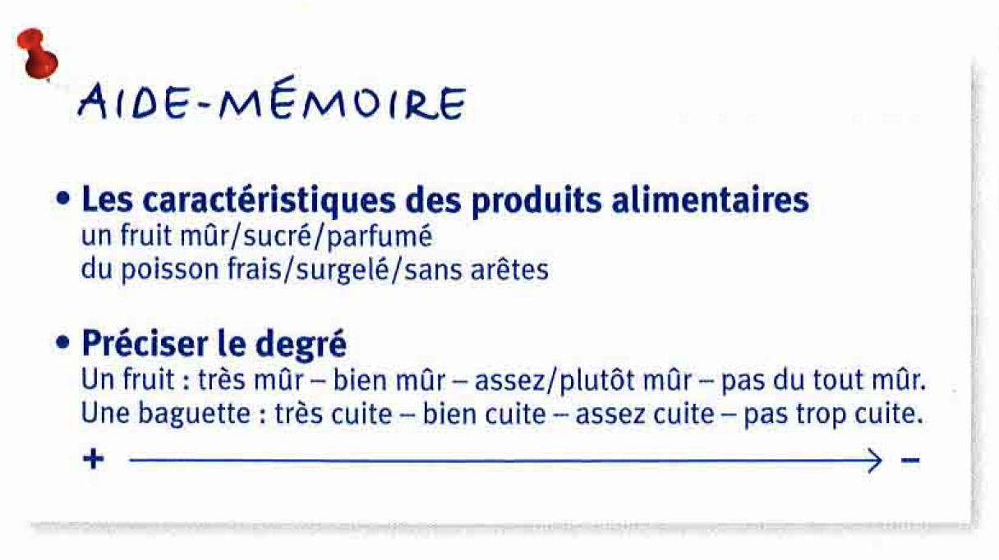 AIDE-MÉMOIRE
• Les caractéristiques des produits alimentaires
un fruit mûr/sucré/parfumé
du poisson frais/surgelé/sans arêtes
• Préciser le degré
Un fruit : très mûr – bien mûr – assez/plutôt mûr – pas du tout mûr.
Une baguette : très cuite – bien cuite – assez cuite – pas trop cuite.
+ → –